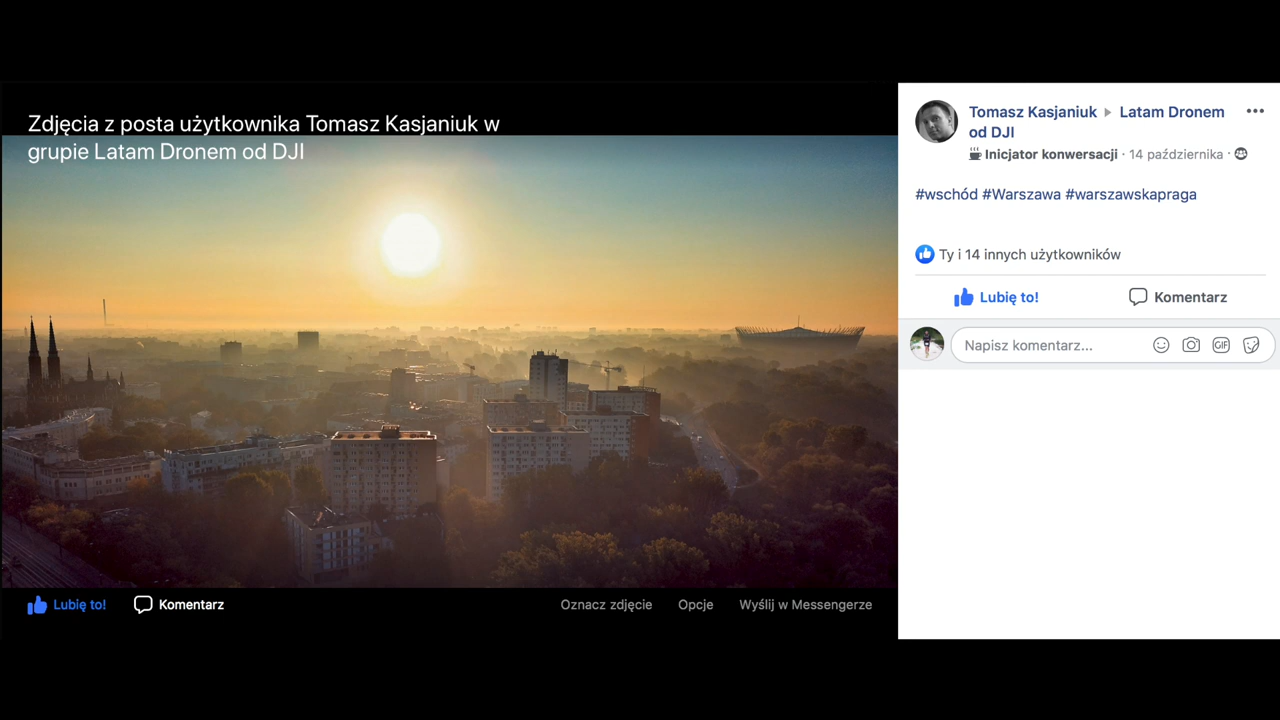 Zdjęcia z posta użytkownika Tomasz Kasjaniuk w
grupie Latam Dronem od DJI
Lubię to!
Komentarz
Oznacz zdjęcie
Opcje
Wyślij w Messengerze
Tomasz Kasjaniuk ▸ Latam Dronem
od DJI
Inicjator konwersacji · 14 października ·
#wschód #Warszawa #warszawskapraga
Ty i 14 innych użytkowników
Lubię to!
Komentarz
Napisz komentarz...
GIF